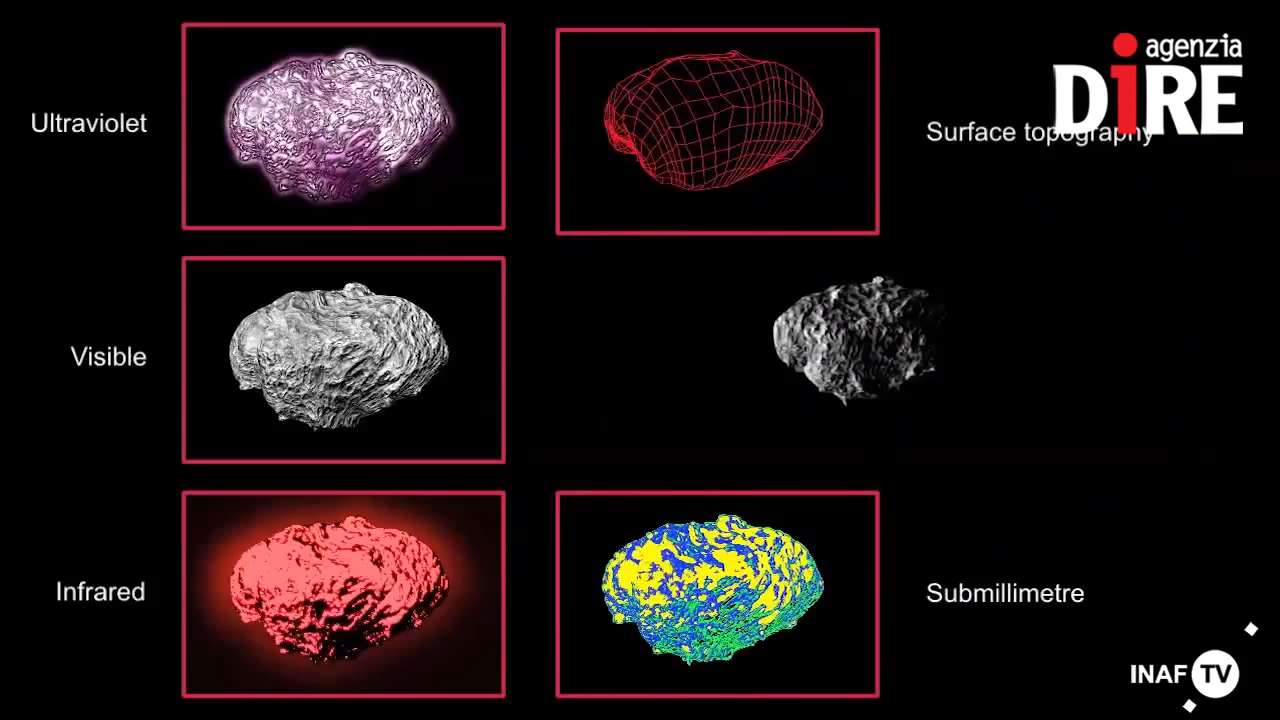 Ultraviolet
Surface topography
agenzia
DiRE
Visible
Infrared
Submillimetre
INAF TV